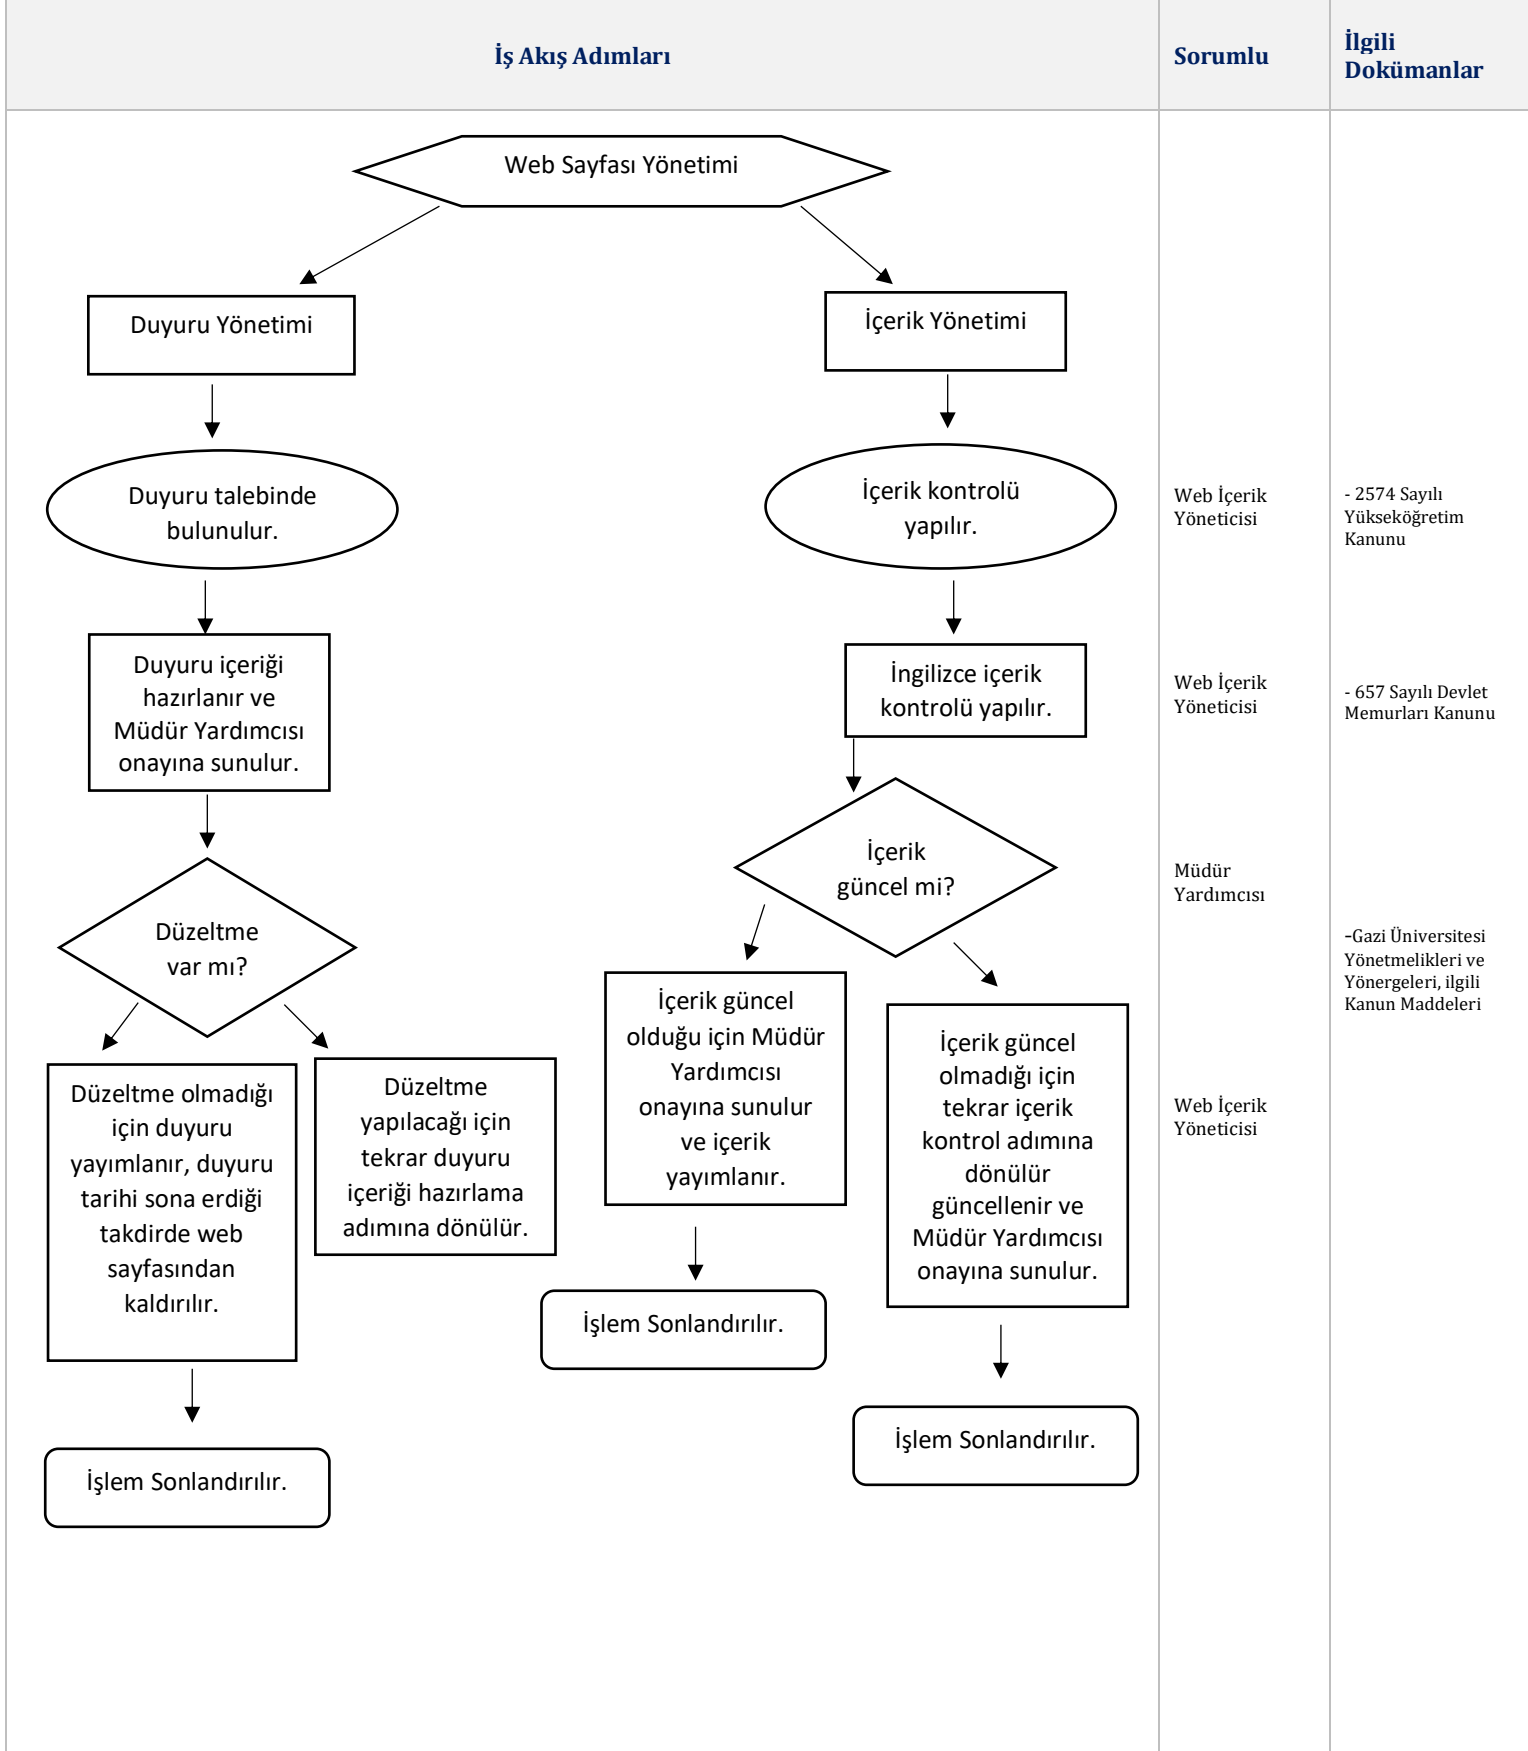 İş Akış Adımları
Sorumlu
İlgili
Dokümanlar
Web Sayfası Yönetimi
Duyuru Yönetimi
İçerik Yönetimi
Duyuru talebinde
bulunulur.
İçerik kontrolü
yapılır.
Web İçerik
Yöneticisi
- 2574 Sayılı
Yükseköğretim
Kanunu
Duyuru içeriği
hazırlanır ve
Müdür Yardımcısı
onayına sunulur.
İngilizce içerik
kontrolü yapılır.
Web İçerik
Yöneticisi
- 657 Sayılı Devlet
Memurları Kanunu
Düzeltme
var mı?
İçerik
güncel mi?
Müdür
Yardımcısı
-Gazi Üniversitesi
Yönetmelikleri ve
Yönergeleri, ilgili
Kanun Maddeleri
Düzeltme olmadığı
için duyuru
yayımlanır, duyuru
tarihi sona erdiği
takdirde web
sayfasından
kaldırılır.
Düzeltme
yapılacağı için
tekrar duyuru
içeriği hazırlama
adımına dönülür.
İçerik güncel
olduğu için Müdür
Yardımcısı
onayına sunulur
ve içerik
yayımlanır.
İçerik güncel
olmadığı için
tekrar içerik
kontrol adımına
dönülür
güncellenir ve
Müdür Yardımcısı
onayına sunulur.
Web İçerik
Yöneticisi
İşlem Sonlandırılır.
İşlem Sonlandırılır.
İşlem Sonlandırılır.